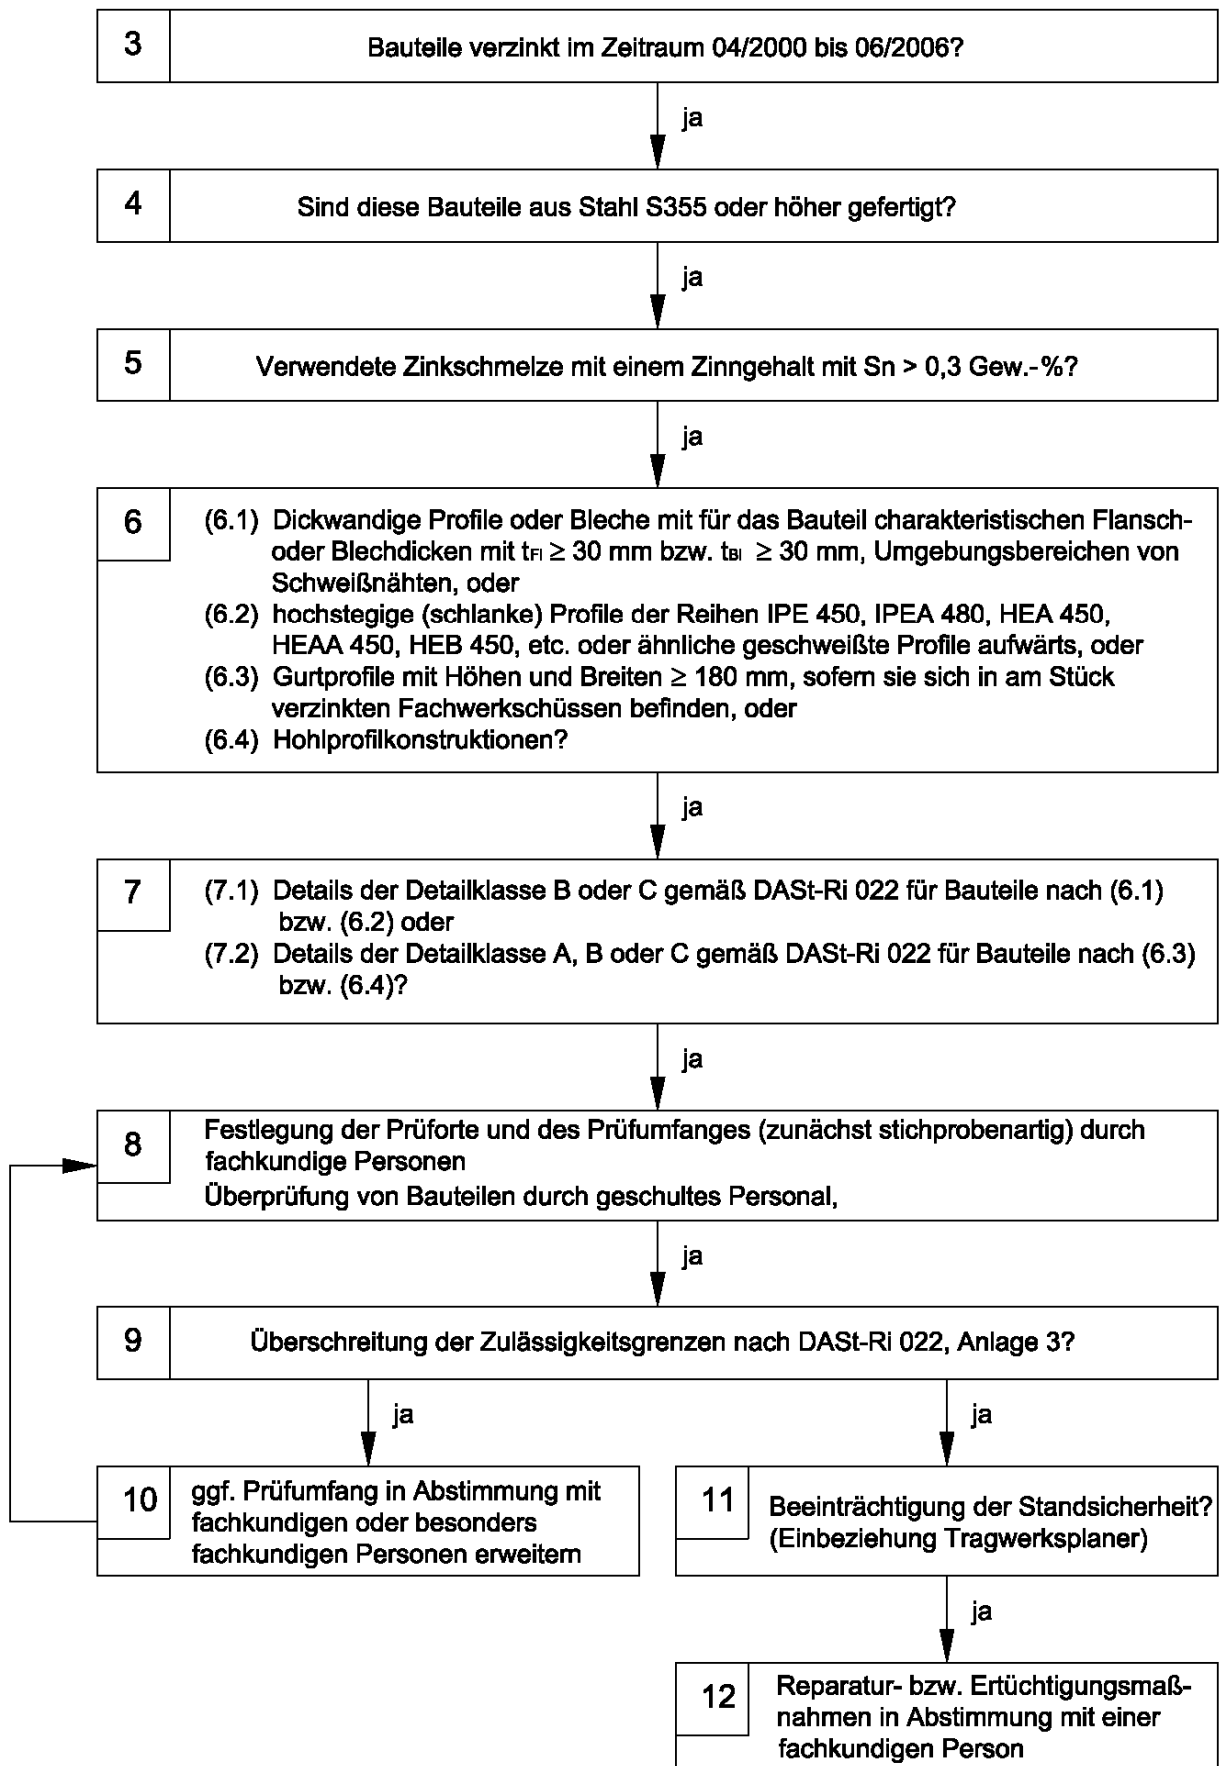 3
Bauteile verzinkt im Zeitraum 04/2000 bis 06/2006?
ja
4
Sind diese Bauteile aus Stahl S355 oder höher gefertigt?
ja
5
Verwendete Zinkschmelze mit einem Zinngehalt mit Sn > 0,3 Gew.-%?
ja
6
(6.1) Dickwandige Profile oder Bleche mit für das Bauteil charakteristischen Flansch-
oder Blechdicken mit tFl ≥ 30 mm bzw. tBl ≥ 30 mm, Umgebungsbereichen von
Schweißnähten, oder
(6.2) hochstegige (schlanke) Profile der Reihen IPE 450, IPEA 480, HEA 450,
HEAA 450, HEB 450, etc. oder ähnliche geschweißte Profile aufwärts, oder
(6.3) Gurtprofile mit Höhen und Breiten ≥ 180 mm, sofern sie sich in am Stück
verzinkten Fachwerkschüssen befinden, oder
(6.4) Hohlprofilkonstruktionen?
ja
7
(7.1) Details der Detailklasse B oder C gemäß DASt-Ri 022 für Bauteile nach (6.1)
bzw. (6.2) oder
(7.2) Details der Detailklasse A, B oder C gemäß DASt-Ri 022 für Bauteile nach (6.3)
bzw. (6.4)?
ja
8
Festlegung der Prüforte und des Prüfumfanges (zunächst stichprobenartig) durch
fachkundige Personen
Überprüfung von Bauteilen durch geschultes Personal,
ja
9
Überschreitung der Zulässigkeitsgrenzen nach DASt-Ri 022, Anlage 3?
ja
ja
10
ggf. Prüfumfang in Abstimmung mit
fachkundigen oder besonders
fachkundigen Personen erweitern
11
Beeinträchtigung der Standsicherheit?
(Einbeziehung Tragwerksplaner)
ja
12
Reparatur- bzw. Ertüchtigungsmaß-
nahmen in Abstimmung mit einer
fachkundigen Person